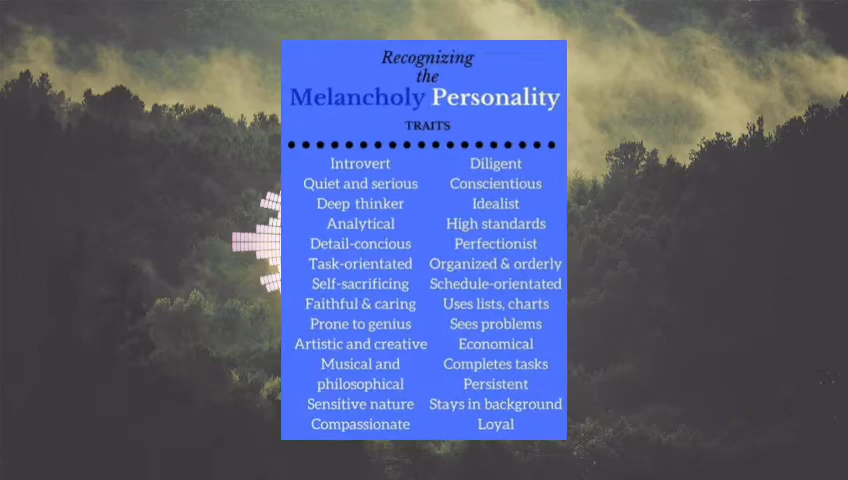 Recognizing
the
Melancholy Personality
TRAITS
Introvert
Quiet and serious
Deep thinker
Analytical
Detail-concious
Task-orientated
Self-sacrificing
Faithful & caring
Prone to genius
Artistic and creative
Musical and
philosophical
Sensitive nature
Compassionate
Diligent
Conscientious
Idealist
High standards
Perfectionist
Organized & orderly
Schedule-orientated
Uses lists, charts
Sees problems
Economical
Completes tasks
Persistent
Stays in background
Loyal